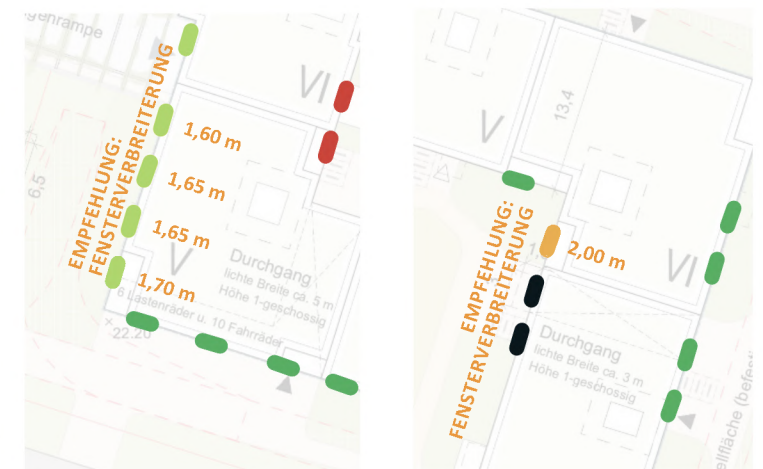 genrampe
VI
EMPFEHLUNG:
FENSTERVERBREITERUNG
1,60 m
1,65 m
1,65 m
1,70 m
6,5
V
Durchgang
lichte Breite ca. 5 m
Höhe 1-geschossig
6 Lastenräder u. 10 Fahrräder
22.20
V
13,4
VI
EMPFEHLUNG:
FENSTERVERBREITERUNG
2,00 m
Durchgang
lichte Breite ca. 3 m
Höhe 1-geschossig
ellfläche (befes